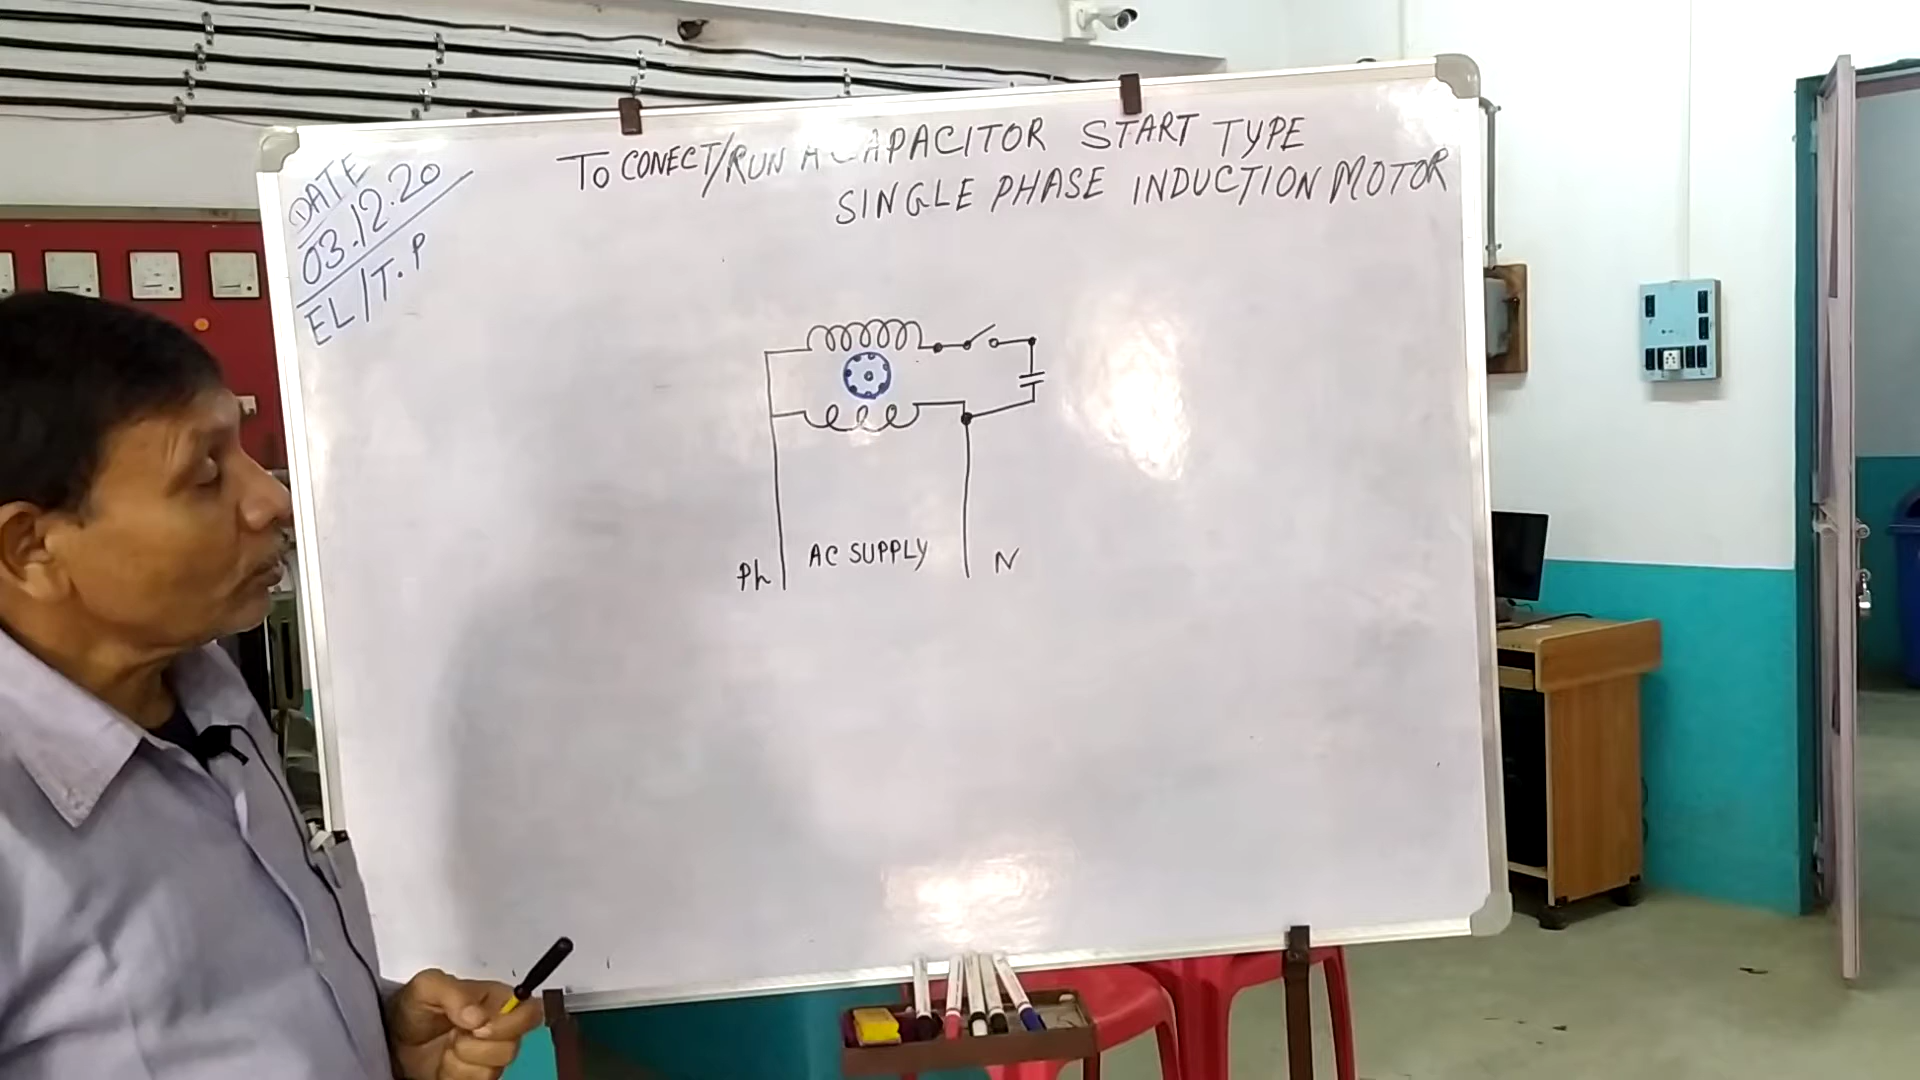 DATE
03.12.20
EL/T.P
TO CONECT/RUN A CAPACITOR START TYPE
SINGLE PHASE INDUCTION MOTOR
Ph
AC SUPPLY
N